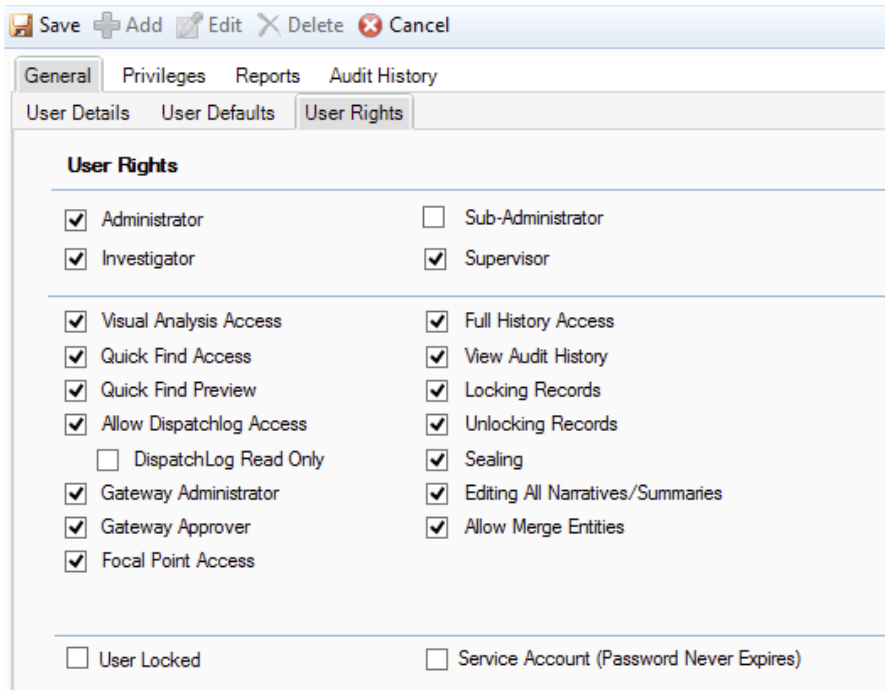 Save Add Edit Delete Cancel
General Privileges Reports Audit History
User Details User Defaults User Rights
User Rights
Administrator Sub-Administrator
Investigator Supervisor
Visual Analysis Access Full History Access
Quick Find Access View Audit History
Quick Find Preview Locking Records
Allow Dispatchlog Access Unlocking Records
DispatchLog Read Only Sealing
Gateway Administrator Editing All Narratives/Summaries
Gateway Approver Allow Merge Entities
Focal Point Access
User Locked Service Account (Password Never Expires)